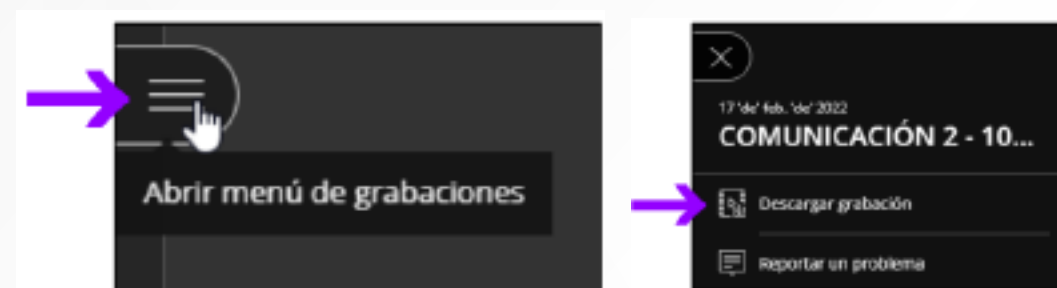 Abrir menú de grabaciones
17 'de' feb. 'de' 2022
COMUNICACIÓN 2 - 10...
Descargar grabación
Reportar un problema